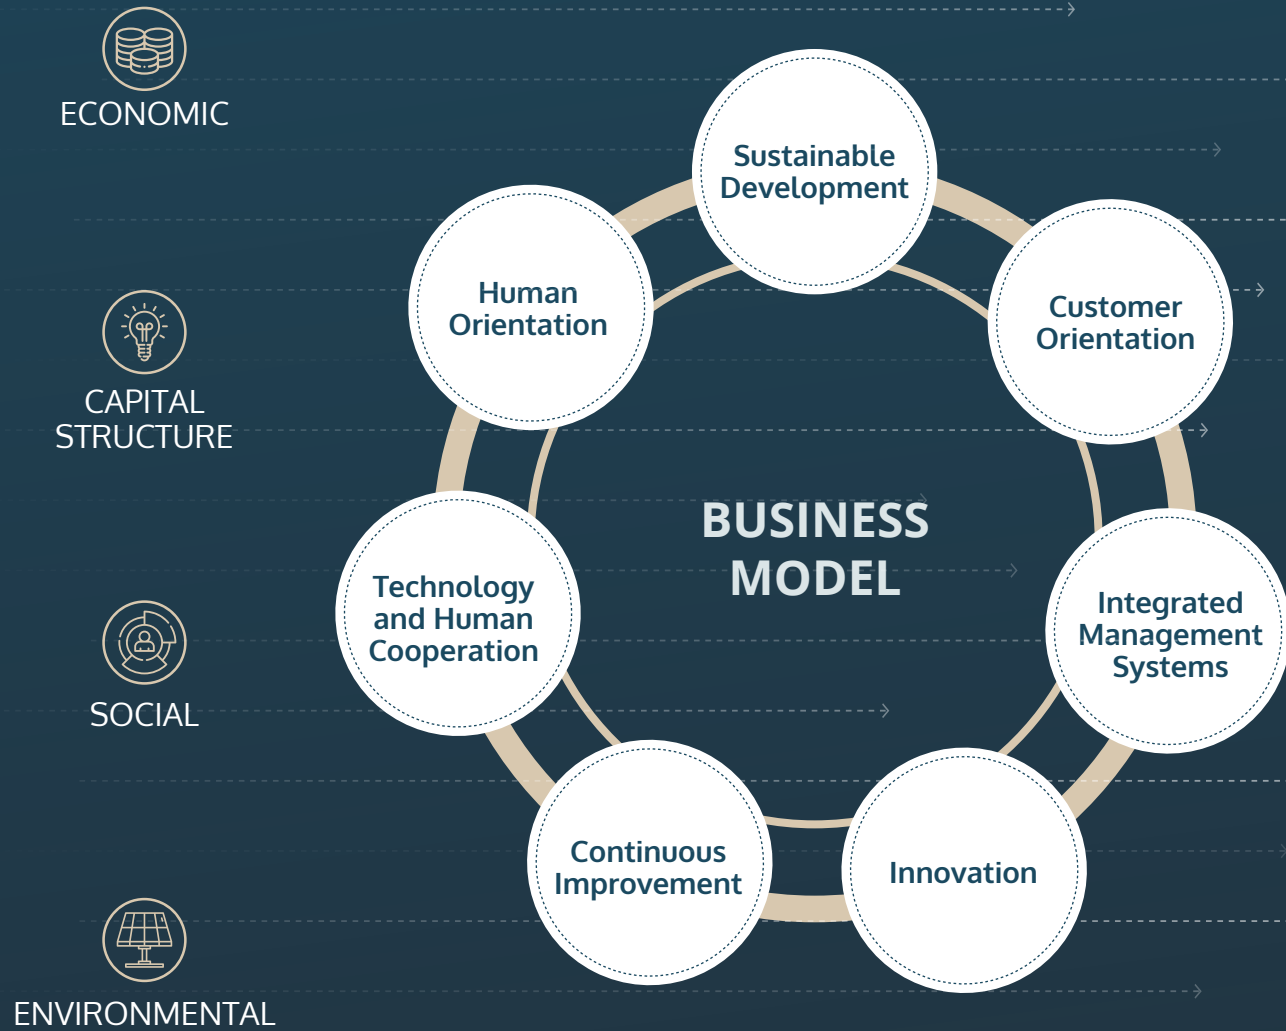 ECONOMIC
CAPITAL
STRUCTURE
SOCIAL
ENVIRONMENTAL
BUSINESS
MODEL
Sustainable
Development
Customer
Orientation
Integrated
Management
Systems
Innovation
Continuous
Improvement
Technology
and Human
Cooperation
Human
Orientation